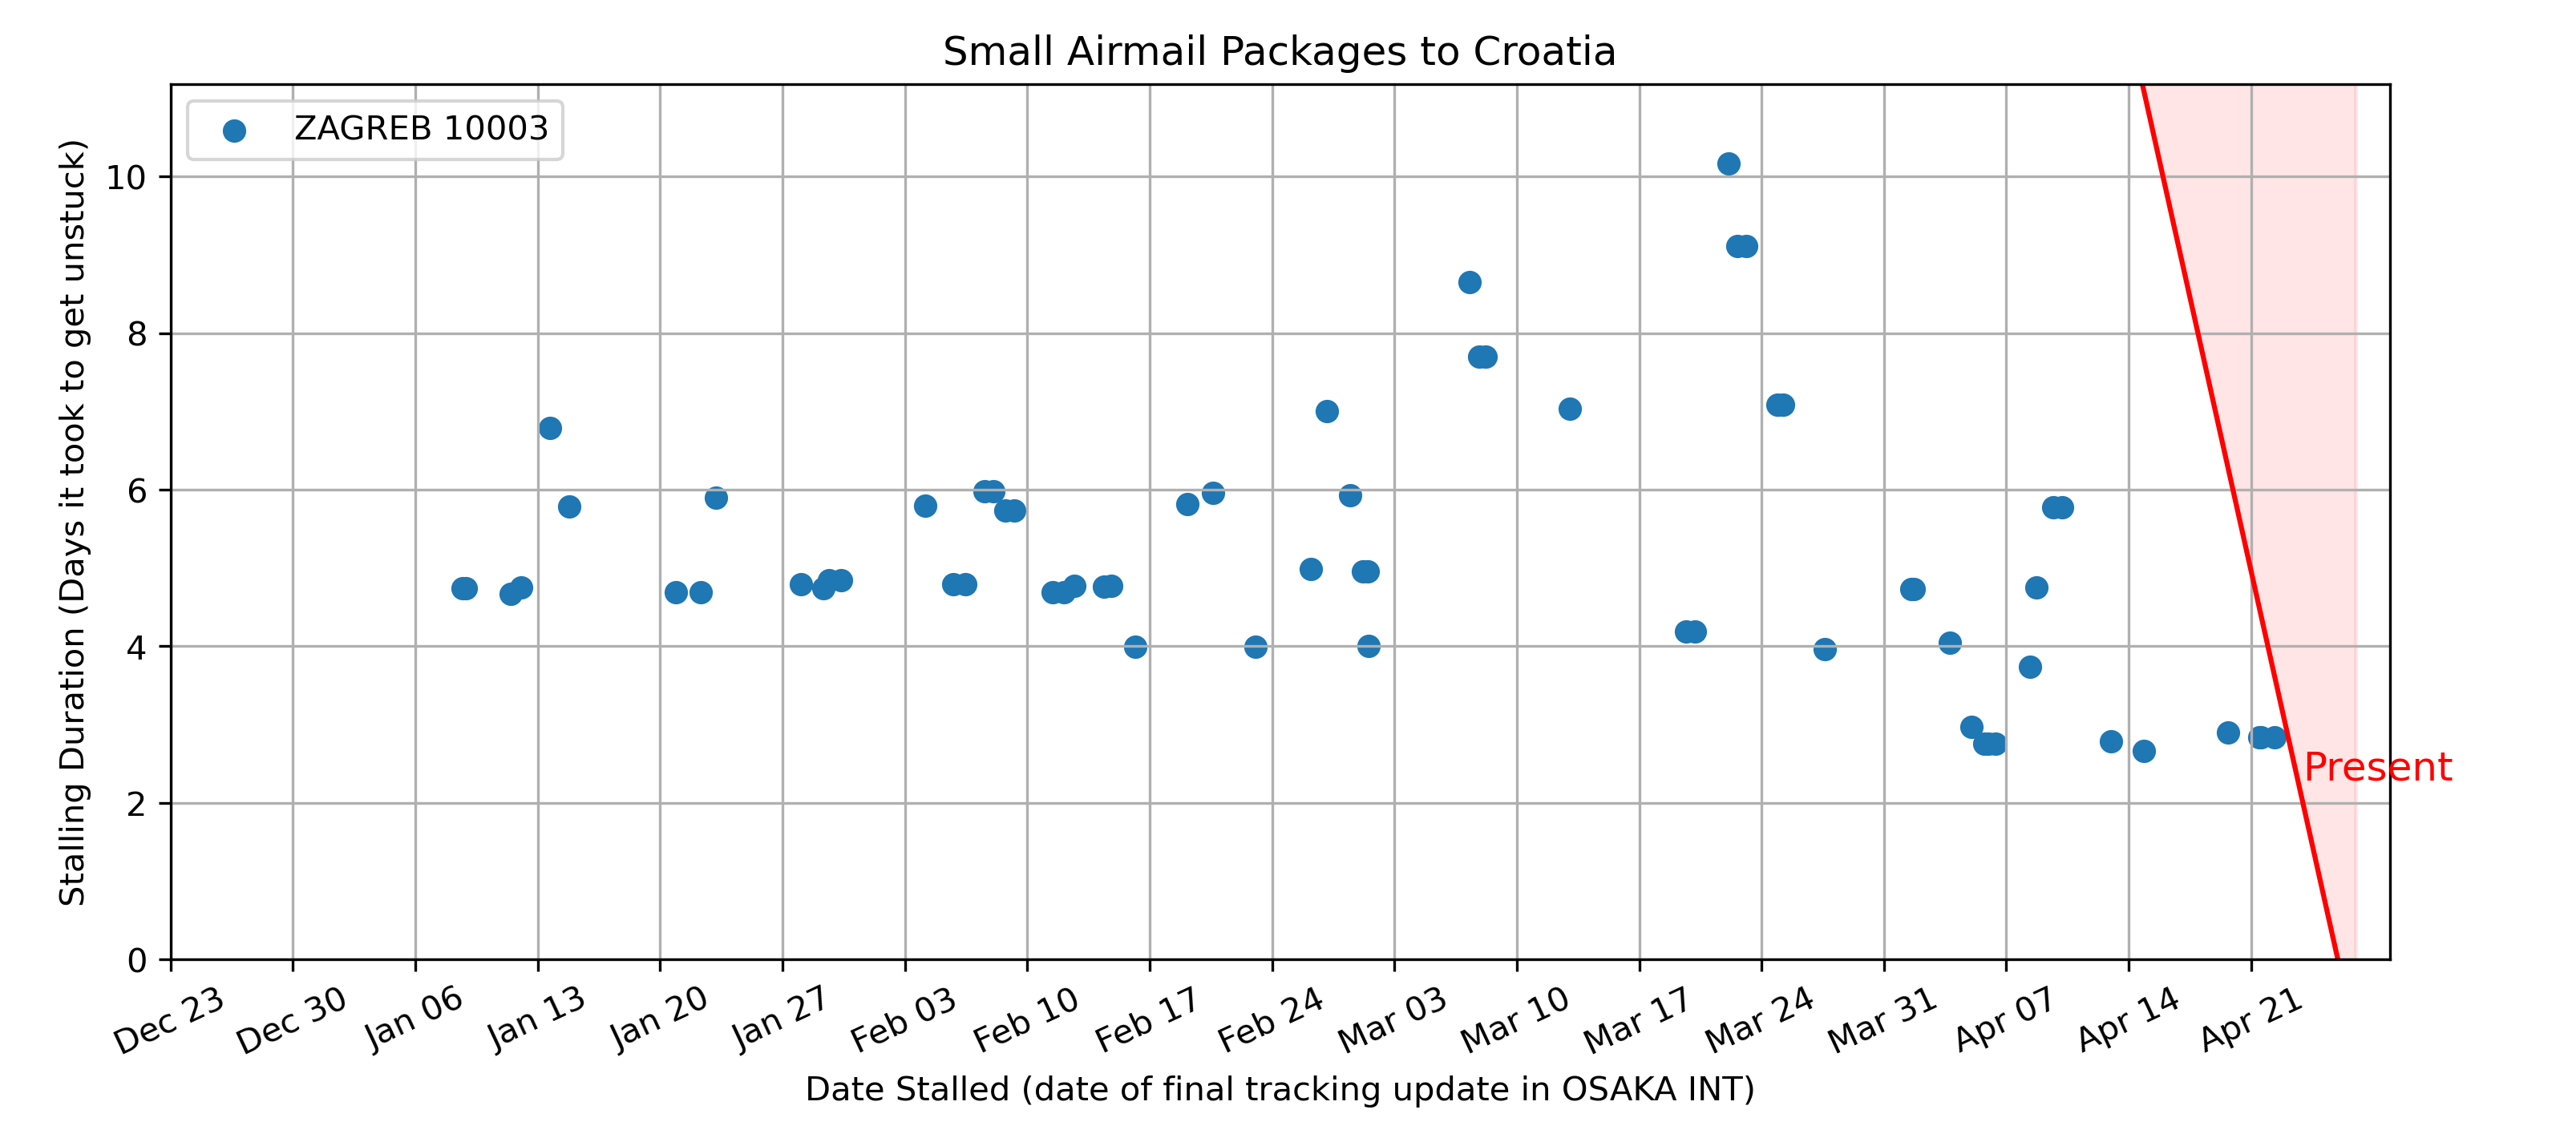 Small Airmail Packages to Croatia
ZAGREB 10003
Stalling Duration (Days it took to get unstuck)
10
8
6
4
2
0
Present
Dec 23
Dec 30
Jan 06
Jan 13
Jan 20
Jan 27
Feb 03
Feb 10
Feb 17
Feb 24
Mar 03
Mar 10
Mar 17
Mar 24
Mar 31
Apr 07
Apr 14
Apr 21
Date Stalled (date of final tracking update in OSAKA INT)